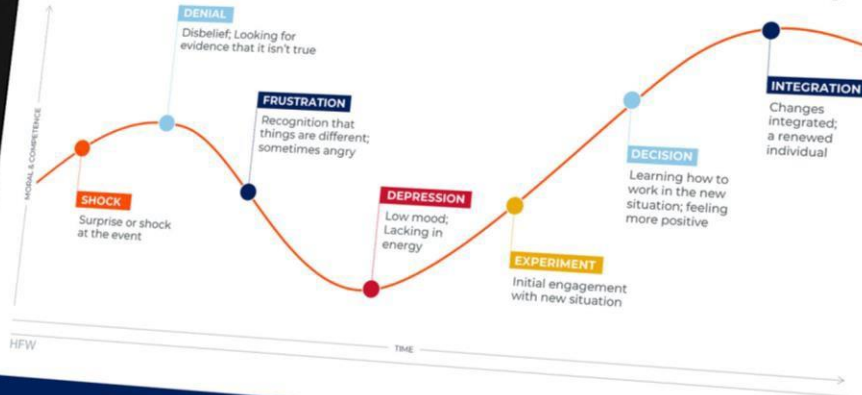 DENIAL
Disbelief; Looking for
evidence that it isn't true
FRUSTRATION
Recognition that
things are different;
sometimes angry
SHOCK
Surprise or shock
at the event
DEPRESSION
Low mood;
Lacking in
energy
EXPERIMENT
Initial engagement
with new situation
DECISION
Learning how to
work in the new
situation; feeling
more positive
INTEGRATION
Changes
integrated;
a renewed
individual
MORAL & COMPETENCE
TIME
HFW